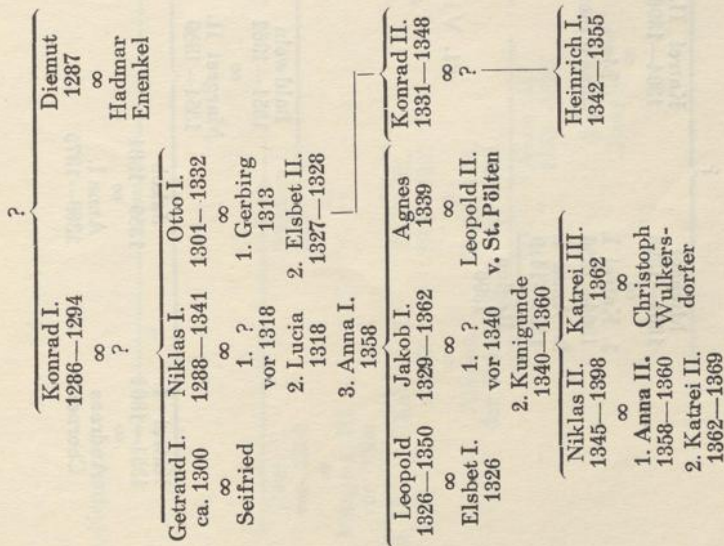 ?
Konrad I.
1286—1294
∞
?
Diemut
1287
∞
Hadmar
Enenkel
Getraud I.
ca. 1300
∞
Seifried
Niklas I.
1288—1341
∞
1. ?
vor 1318
2. Lucia
1318
3. Anna I.
1358
Otto I.
1301—1332
∞
1. Gerbirg
1313
2. Elsbet II.
1327—1328
Leopold
1326—1350
∞
Elsbet I.
1326
Jakob I.
1329—1362
∞
1. ?
vor 1340
2. Kunigunde
1340—1360
Agnes
1339
∞
Leopold II.
v. St. Pölten
Konrad II.
1331—1348
∞
?
Niklas II.
1345—1398
∞
1. Anna II.
1358—1360
2. Katrei II.
1362—1369
Katrei III.
1362
∞
Christoph
Wulkers-
dorfer
Heinrich I.
1342—1355